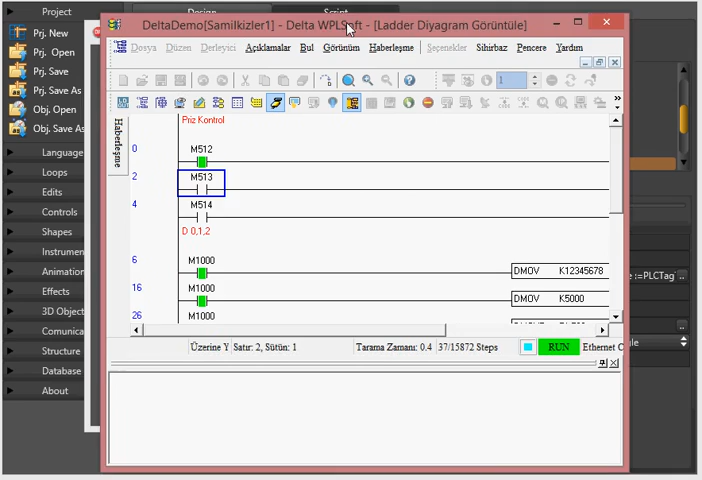 Project
Design
Script
Prj. New
Prj. Open
Prj. Save
Prj. Save As
Obj. Open
Obj. Save As
Language
Loops
Edits
Controls
Shapes
Instrumen
Animation
Effects
3D Object
Comunica
Structure
Database
About
DeltaDemo[Samilkizler1] - Delta WPLSoft - [Ladder Diyagram Görüntüle]
Dosya Düzen Derleyici Açıklamalar Bul Görünüm Haberleşme Seçenekler Sihirbaz Pencere Yardım
1
Haberleşme
Priz Kontrol
0 M512
2 M513
4 M514
D 0,1,2
6 M1000 DMOV K12345678
16 M1000 DMOV K5000
26 M1000
:=PLCTag ..
..
Üzerine Y Satır: 2, Sütun: 1 Tarama Zamanı: 0.4 37/15872 Steps RUN Ethernet C